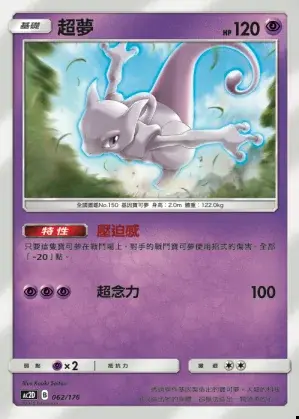 基礎 超夢 HP 120
全國圖鑑No.150 基因寶可夢 身高：2.0m 體重：122.0kg
特性 壓迫感
只要這隻寶可夢在戰鬥場上，對手的戰鬥寶可夢使用招式的傷害，全部
「-20」點。
超念力 100
弱點 ×2 抵抗力 撤退
AC2D B 062/176